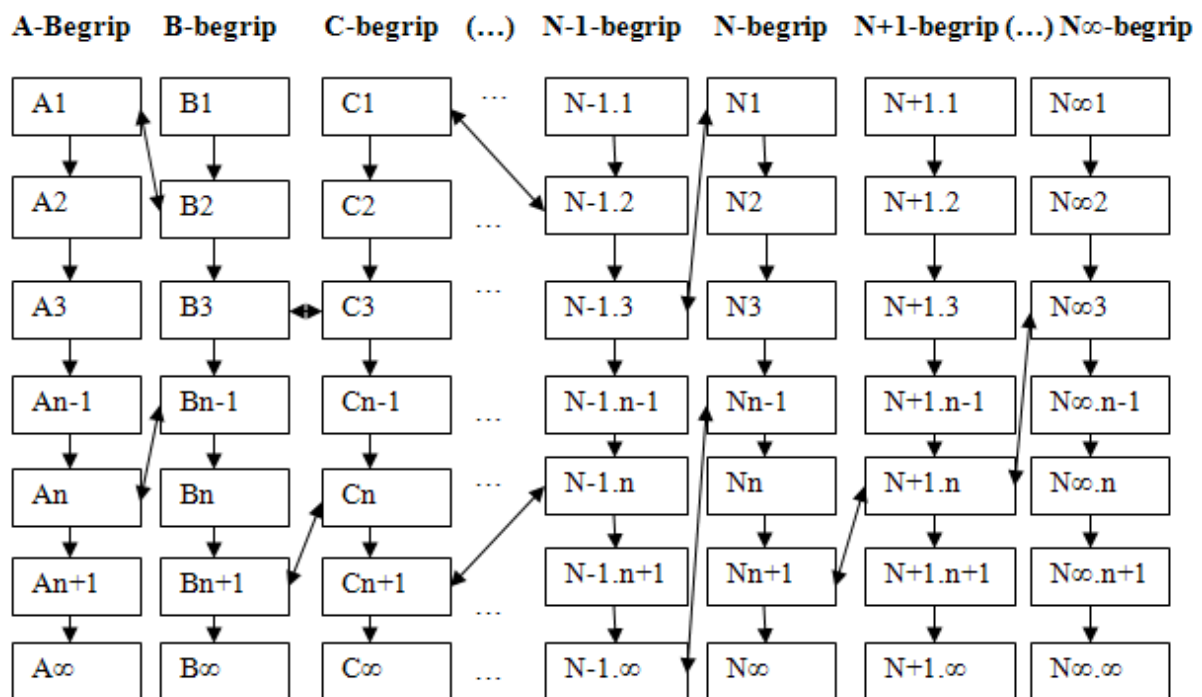 A-Begrip B-begrip C-begrip (…) N-1-begrip N-begrip N+1-begrip (…) N∞-begrip
A1 B1 C1 … N-1.1 N1 N+1.1 N∞1
A2 B2 C2 … N-1.2 N2 N+1.2 N∞2
A3 B3 C3 … N-1.3 N3 N+1.3 N∞3
An-1 Bn-1 Cn-1 … N-1.n-1 Nn-1 N+1.n-1 N∞.n-1
An Bn Cn … N-1.n Nn N+1.n N∞.n
An+1 Bn+1 Cn+1 … N-1.n+1 Nn+1 N+1.n+1 N∞.n+1
A∞ B∞ C∞ … N-1.∞ N∞ N+1.∞ N∞.∞